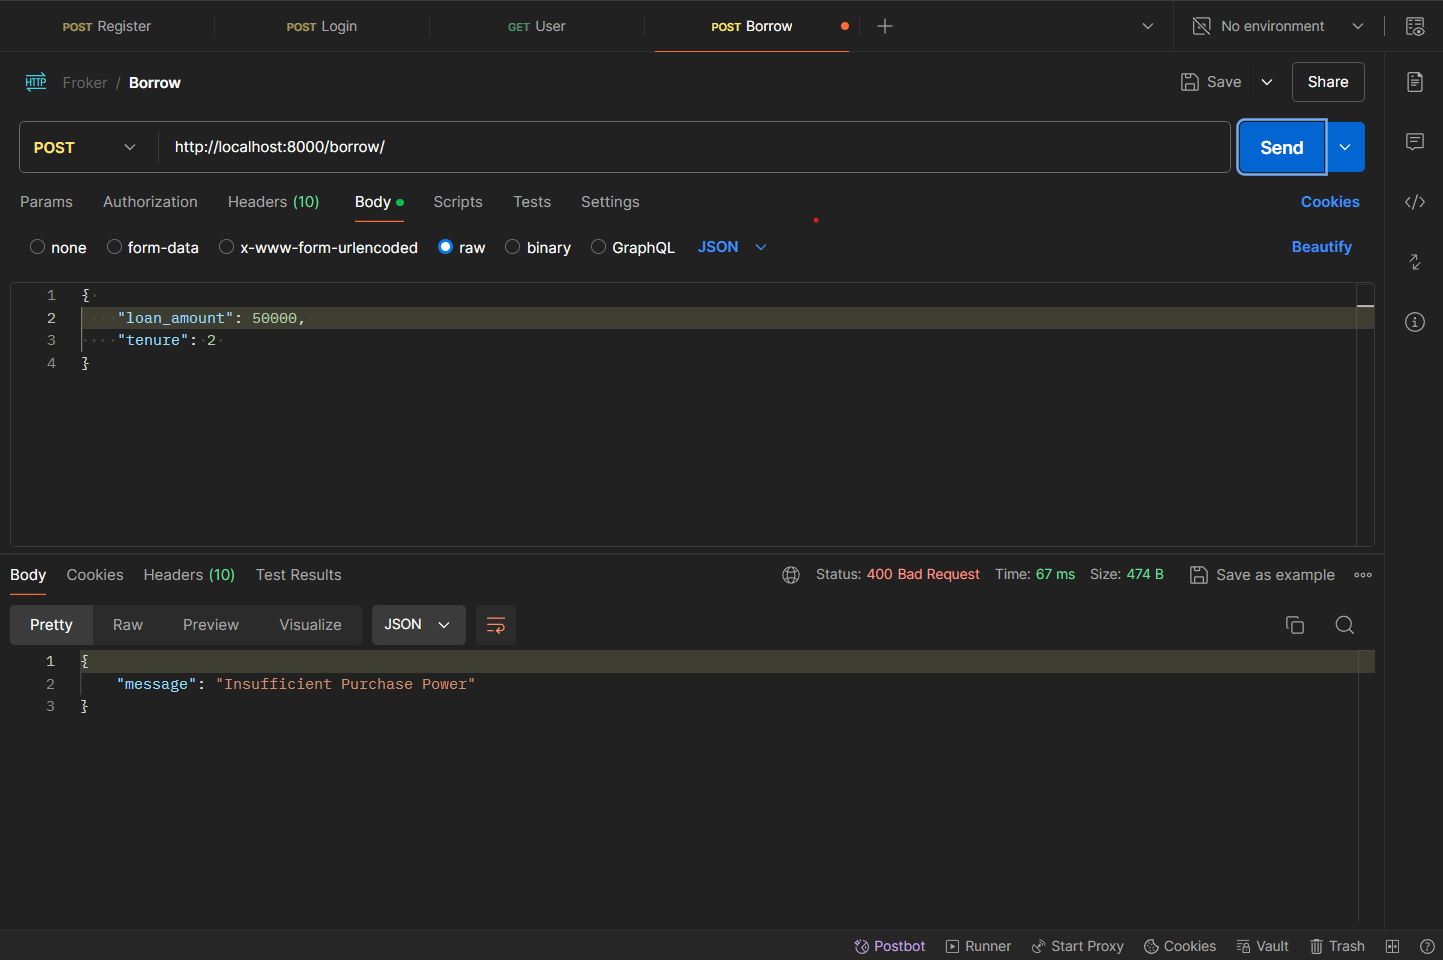 POST Register
POST Login
GET User
POST Borrow
No environment
HTTP
Froker / Borrow
Save
Share
POST
http://localhost:8000/borrow/
Send
Params
Authorization
Headers (10)
Body
Scripts
Tests
Settings
Cookies
none
form-data
x-www-form-urlencoded
raw
binary
GraphQL
JSON
Beautify
1 {
2 "loan_amount": 50000,
3 "tenure": 2
4 }
Body
Cookies
Headers (10)
Test Results
Status: 400 Bad Request
Time: 67 ms
Size: 474 B
Save as example
Pretty
Raw
Preview
Visualize
JSON
1 {
2 "message": "Insufficient Purchase Power"
3 }
Postbot
Runner
Start Proxy
Cookies
Vault
Trash